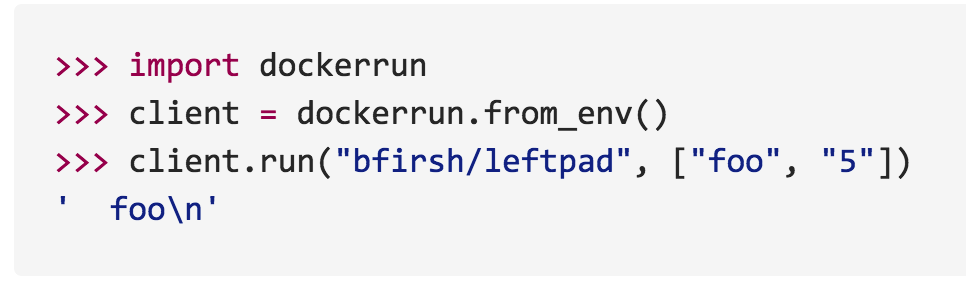 >>> import dockerrun
>>> client = dockerrun.from_env()
>>> client.run("bfirsh/leftpad", ["foo", "5"])
'  foo\n'